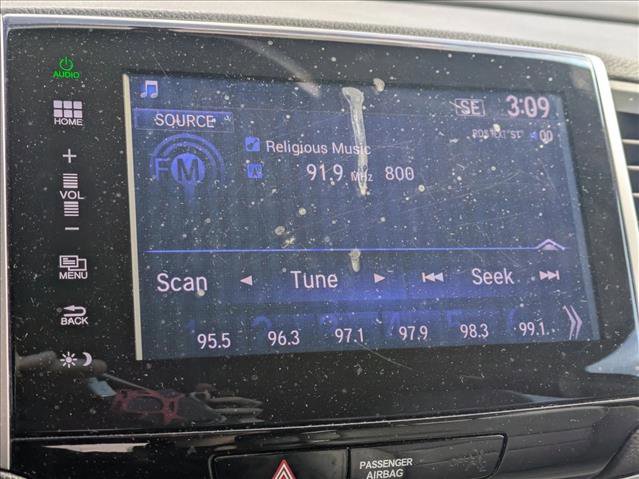 AUDIO
HOME
+
VOL
−
MENU
BACK
SOURCE
SE 3:09
00
FM
Religious Music
91.9 MHz 800
Scan ◄ Tune ► ⏮ Seek ⏭
95.5 96.3 97.1 97.9 98.3 99.1
PASSENGER
AIRBAG